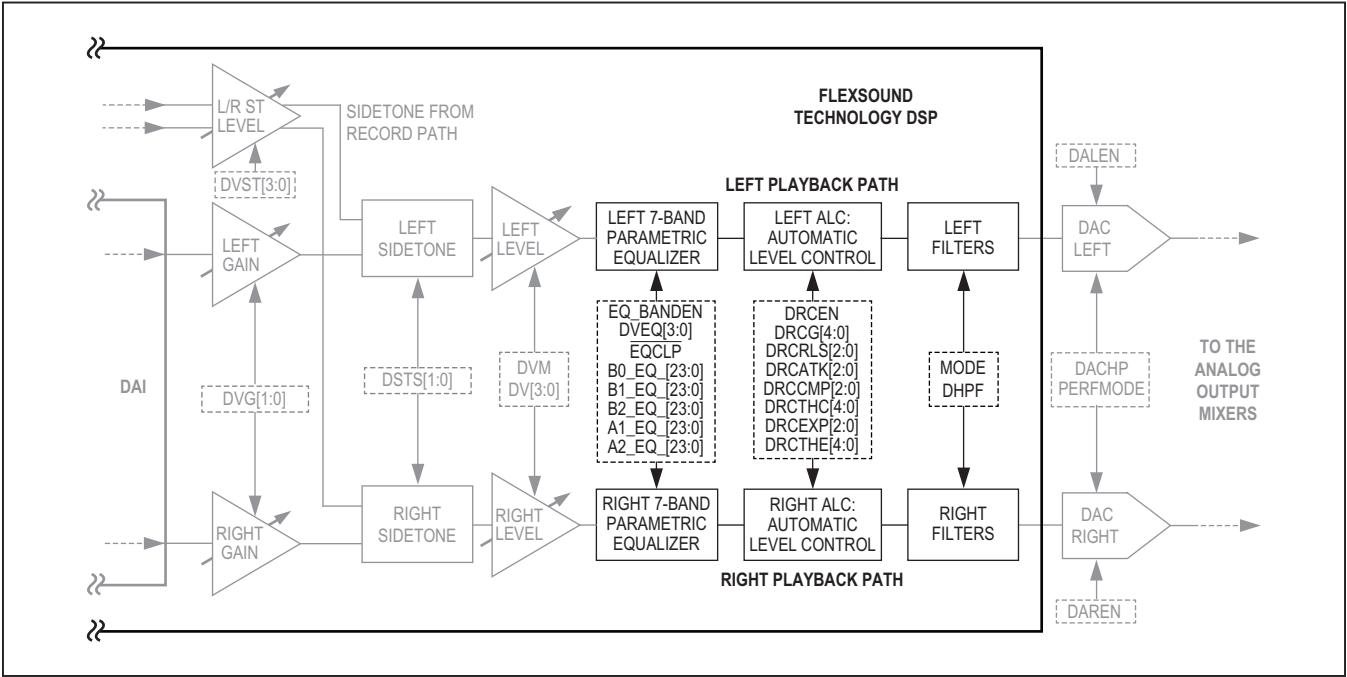 FLEXSOUND
TECHNOLOGY DSP
L/R ST
LEVEL
SIDETONE FROM
RECORD PATH
DVST[3:0]
DALEN
LEFT PLAYBACK PATH
LEFT
GAIN
LEFT
SIDETONE
LEFT
LEVEL
LEFT 7-BAND
PARAMETRIC
EQUALIZER
LEFT ALC:
AUTOMATIC
LEVEL CONTROL
LEFT
FILTERS
DAC
LEFT
DAI
DVG[1:0]
DSTS[1:0]
DVM
DV[3:0]
EQ_BANDEN
DVEQ[3:0]
EQCLP
B0_EQ_[23:0]
B1_EQ_[23:0]
B2_EQ_[23:0]
A1_EQ_[23:0]
A2_EQ_[23:0]
DRCEN
DRCG[4:0]
DRCRLS[2:0]
DRCATK[2:0]
DRCCMP[2:0]
DRCTHC[4:0]
DRCEXP[2:0]
DRCTHE[4:0]
MODE
DHPF
DACHP
PERFMODE
TO THE
ANALOG
OUTPUT
MIXERS
RIGHT
GAIN
RIGHT
SIDETONE
RIGHT
LEVEL
RIGHT 7-BAND
PARAMETRIC
EQUALIZER
RIGHT ALC:
AUTOMATIC
LEVEL CONTROL
RIGHT
FILTERS
DAC
RIGHT
RIGHT PLAYBACK PATH
DAREN